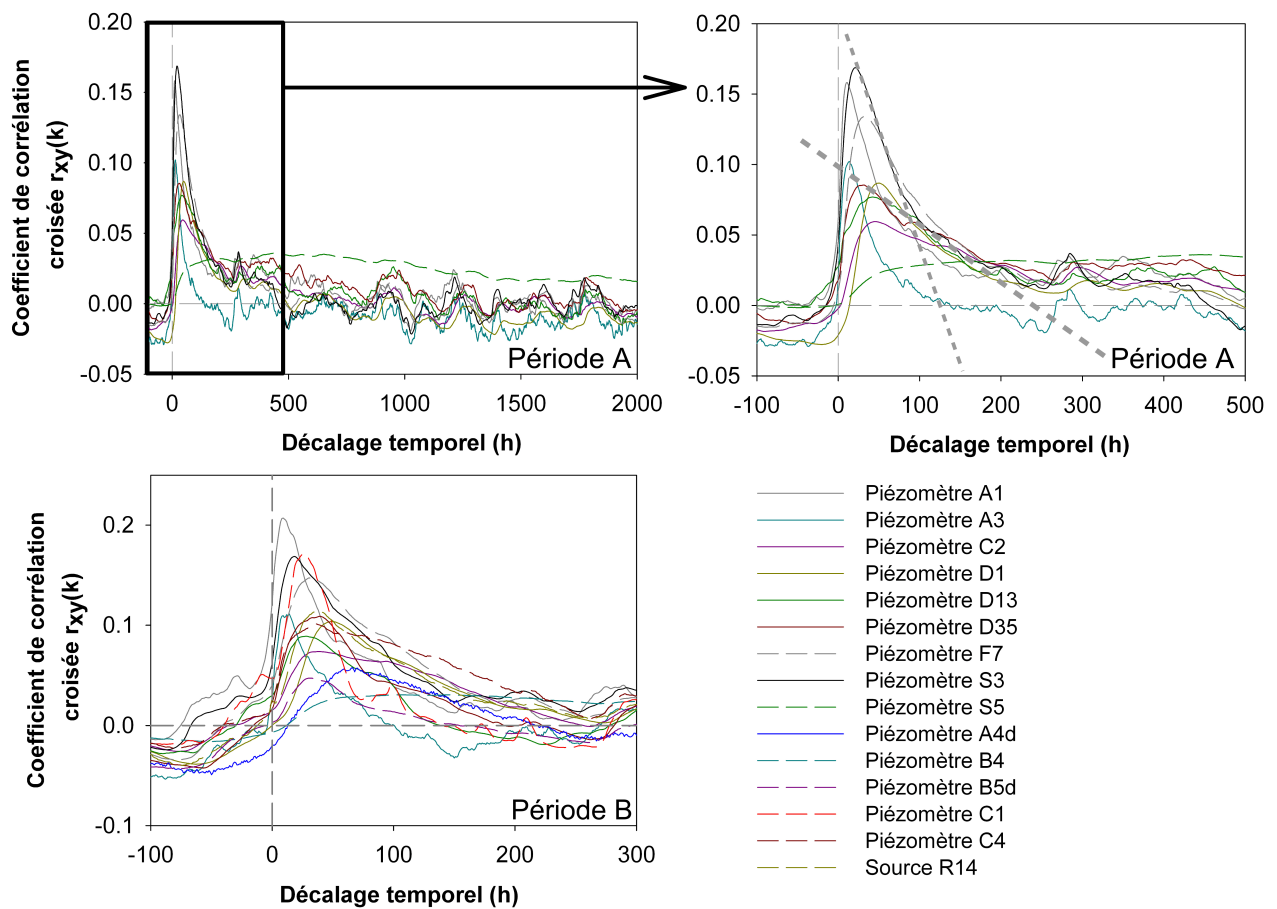 Coefficient de corrélation
croisée rxy(k)
0.20
0.15
0.10
0.05
0.00
-0.05
0
500
1000
1500
2000
Période A
Décalage temporel (h)
0.20
0.15
0.10
0.05
0.00
-0.05
-100
0
100
200
300
400
500
Période A
Décalage temporel (h)
Coefficient de corrélation
croisée rxy(k)
0.2
0.1
0.0
-0.1
-100
0
100
200
300
Période B
Décalage temporel (h)
Piézomètre A1
Piézomètre A3
Piézomètre C2
Piézomètre D1
Piézomètre D13
Piézomètre D35
Piézomètre F7
Piézomètre S3
Piézomètre S5
Piézomètre A4d
Piézomètre B4
Piézomètre B5d
Piézomètre C1
Piézomètre C4
Source R14